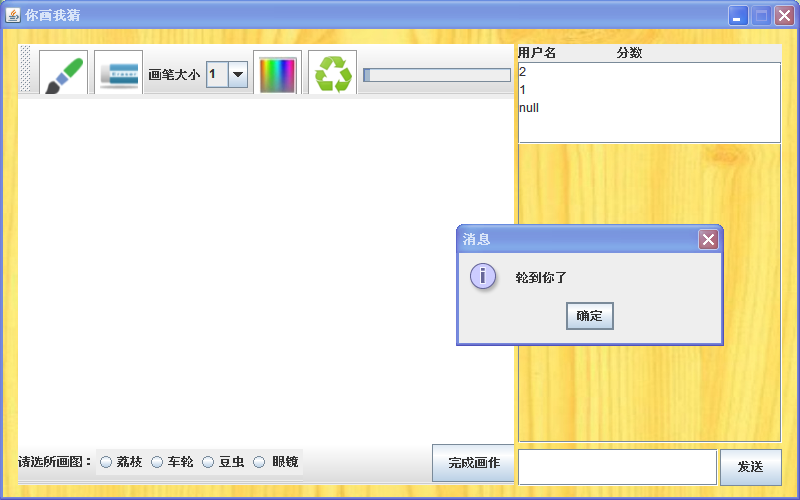 你画我猜
画笔大小 1
用户名 分数
2
1
null
消息
轮到你了
确定
请选所画图： 荔枝 车轮 豆虫 眼镜
完成画作
发送